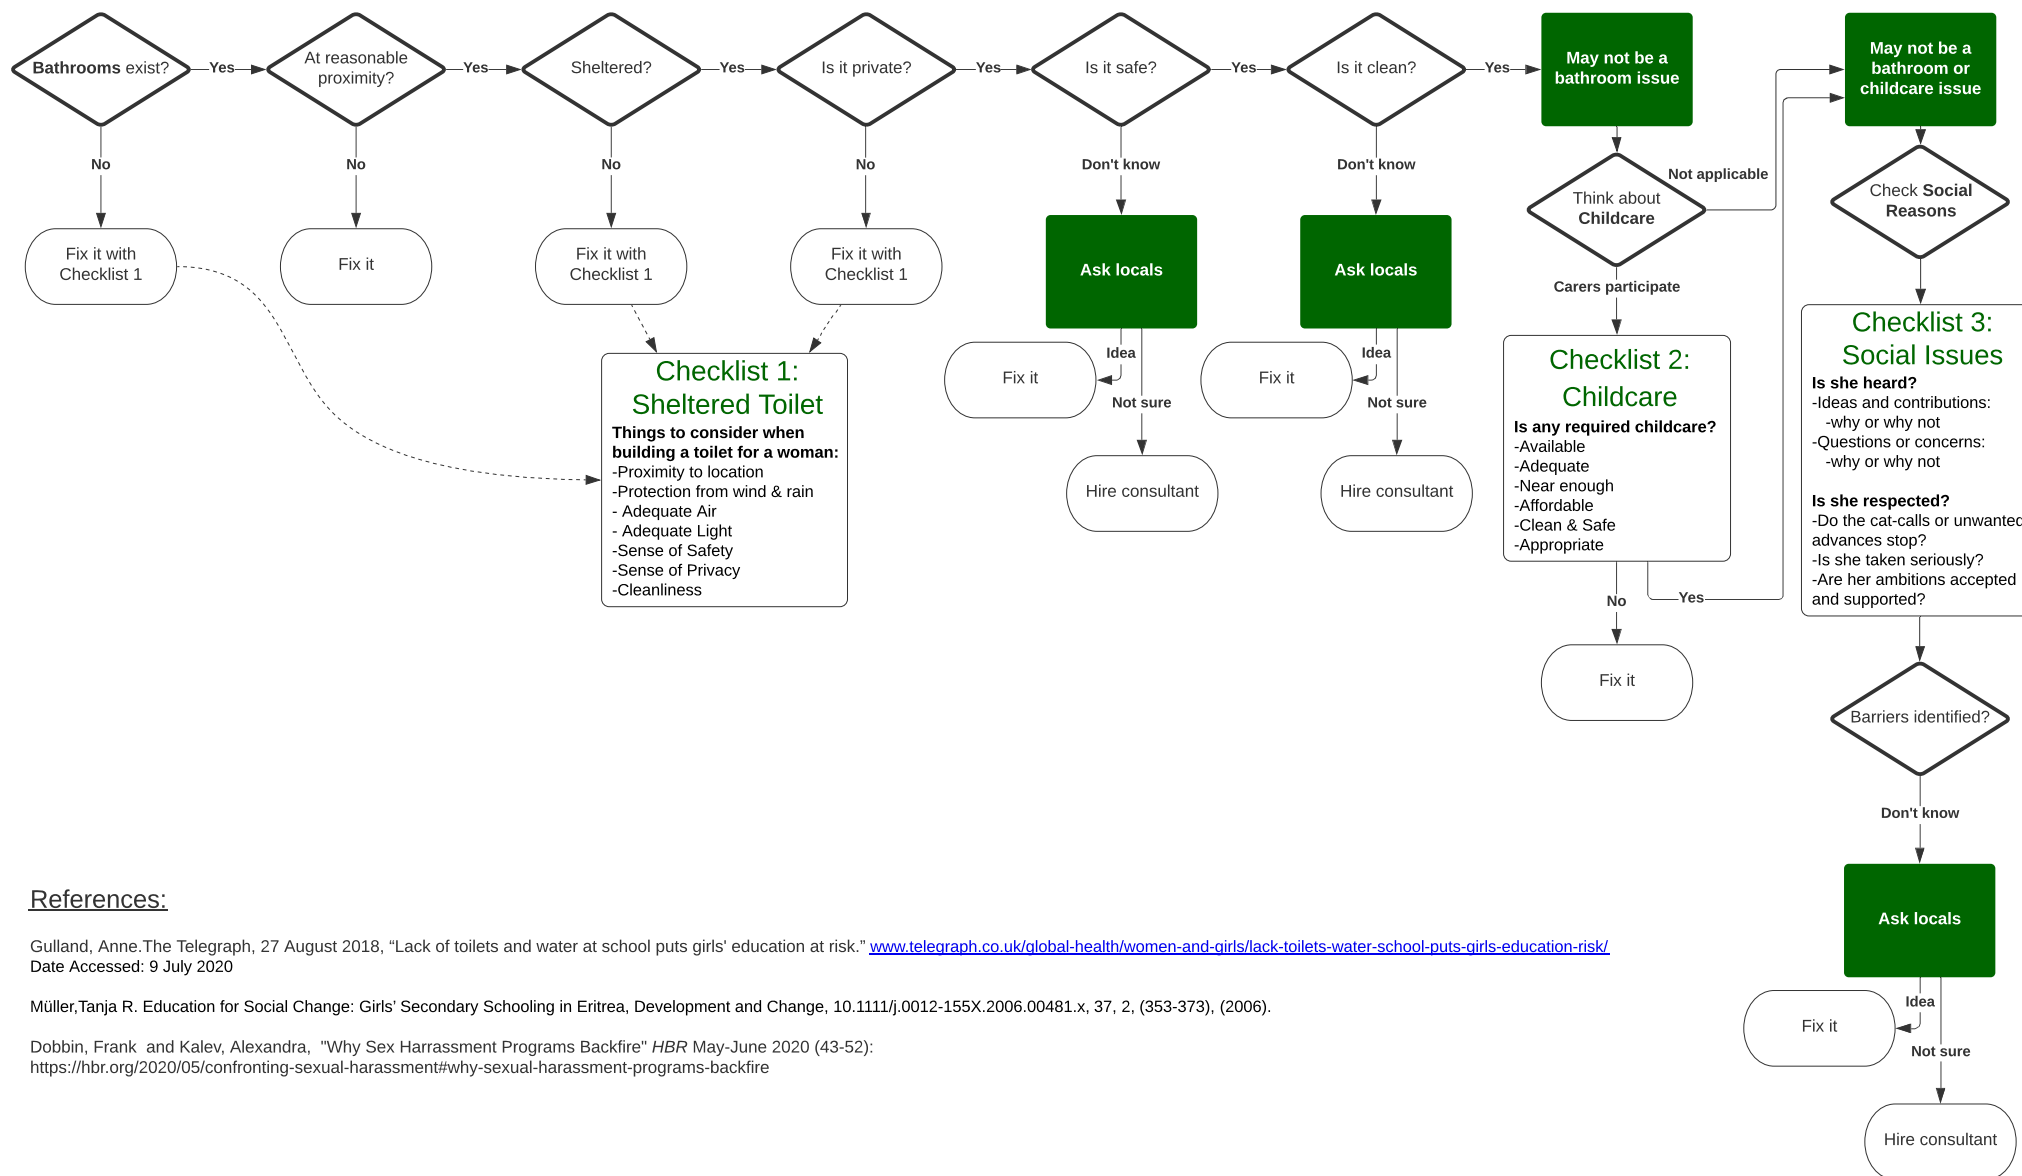 Bathrooms exist?
Yes
At reasonable
proximity?
Yes
Sheltered?
Yes
Is it private?
Yes
Is it safe?
Yes
Is it clean?
Yes
May not be a
bathroom issue
May not be a
bathroom or
childcare issue
No
No
No
No
Don't know
Don't know
Not applicable
Think about
Childcare
Check Social
Reasons
Fix it with
Checklist 1
Fix it
Fix it with
Checklist 1
Fix it with
Checklist 1
Ask locals
Ask locals
Carers participate
Idea
Fix it
Not sure
Hire consultant
Idea
Fix it
Not sure
Hire consultant
Checklist 1:
Sheltered Toilet
Things to consider when
building a toilet for a woman:
-Proximity to location
-Protection from wind & rain
- Adequate Air
- Adequate Light
-Sense of Safety
-Sense of Privacy
-Cleanliness
Checklist 2:
Childcare
Is any required childcare?
-Available
-Adequate
-Near enough
-Affordable
-Clean & Safe
-Appropriate
No
Yes
Fix it
Checklist 3:
Social Issues
Is she heard?
-Ideas and contributions:
-why or why not
-Questions or concerns:
-why or why not
Is she respected?
-Do the cat-calls or unwanted
advances stop?
-Is she taken seriously?
-Are her ambitions accepted
and supported?
Barriers identified?
Don't know
Ask locals
Idea
Fix it
Not sure
Hire consultant
References:
Gulland, Anne.The Telegraph, 27 August 2018, “Lack of toilets and water at school puts girls' education at risk.” www.telegraph.co.uk/global-health/women-and-girls/lack-toilets-water-school-puts-girls-education-risk/
Date Accessed: 9 July 2020
Müller,Tanja R. Education for Social Change: Girls’ Secondary Schooling in Eritrea, Development and Change, 10.1111/j.0012-155X.2006.00481.x, 37, 2, (353-373), (2006).
Dobbin, Frank  and Kalev, Alexandra,  "Why Sex Harrassment Programs Backfire" HBR May-June 2020 (43-52):
https://hbr.org/2020/05/confronting-sexual-harassment#why-sexual-harassment-programs-backfire